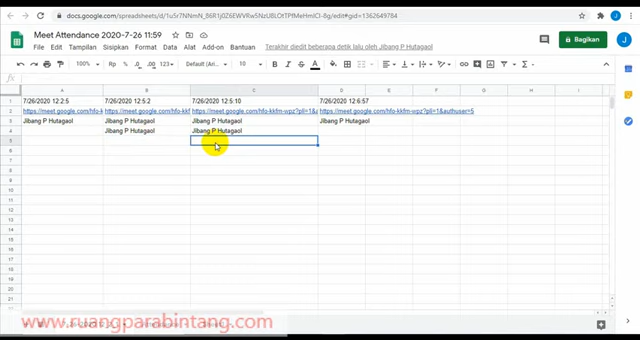 docs.google.com/spreadsheets/d/1u5r7NNmN_86R1j0Z6EWVRw5NzU8LOtTPfMeHmICI-8g/edit#gid=1362649784
Meet Attendance 2020-7-26 11:59
File Edit Lihat Sisipkan Format Data Alat Add-on Bantuan Terakhir diedit beberapa detik lalu oleh Jibang P Hutagaol
Bagikan
100% Rp % .0 .00 123 Default (Ari... 10 B I S A
fx
A B C D E F G H I
1 7/26/2020 12.2.5 7/26/2020 12:5:2 7/26/2020 12:5:10 7/26/2020 12:6:57
2 https://meet.google.com/hfo-k https://meet.google.com/hfo-kkf https://meet.google.com/hfo-kkfm-wpz?pli=1& https://meet.google.com/hfo-kkfm-wpz?pli=1&authuser=5
3 Jibang P Hutagaol Jibang P Hutagaol Jibang P Hutagaol Jibang P Hutagaol
4 Jibang P Hutagaol Jibang P Hutagaol
5
6
7
8
9
10
11
12
13
14
15
16
17
18
19
20
21
www.ruangparabintang.com